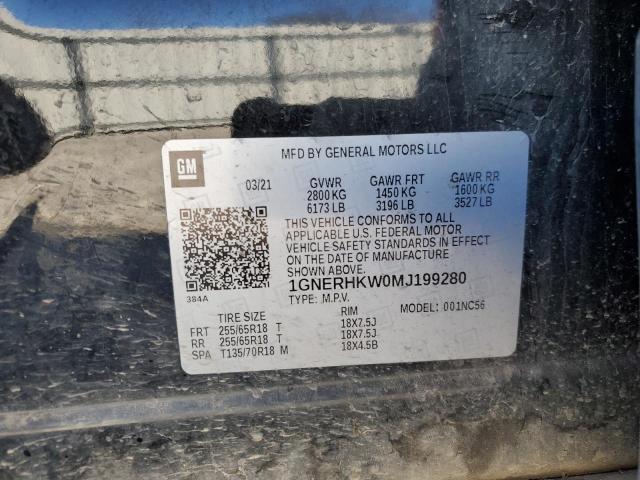 GM
MFD BY GENERAL MOTORS LLC
03/21 GVWR GAWR FRT GAWR RR
2800 KG 1450 KG 1600 KG
6173 LB 3196 LB 3527 LB
THIS VEHICLE CONFORMS TO ALL
APPLICABLE U.S. FEDERAL MOTOR
VEHICLE SAFETY STANDARDS IN EFFECT
ON THE DATE OF MANUFACTURE
SHOWN ABOVE.
384A
1GNERHKW0MJ199280
TYPE: M.P.V. MODEL: 001NC56
TIRE SIZE RIM
FRT 255/65R18 T 18X7.5J
RR 255/65R18 T 18X7.5J
SPA T135/70R18 M 18X4.5B